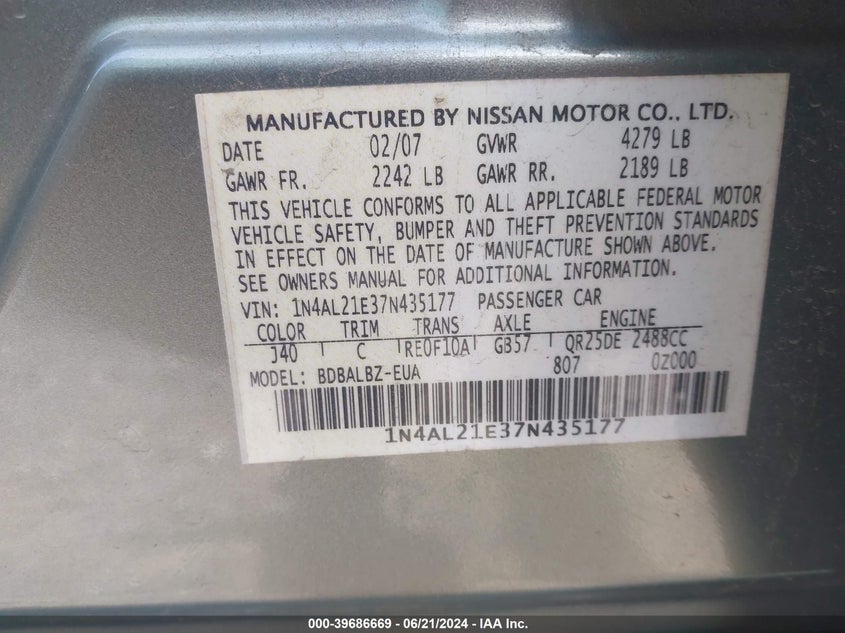 MANUFACTURED BY NISSAN MOTOR CO., LTD.
DATE 02/07 GVWR 4279 LB
GAWR FR. 2242 LB GAWR RR. 2189 LB
THIS VEHICLE CONFORMS TO ALL APPLICABLE FEDERAL MOTOR
VEHICLE SAFETY, BUMPER AND THEFT PREVENTION STANDARDS
IN EFFECT ON THE DATE OF MANUFACTURE SHOWN ABOVE.
SEE OWNERS MANUAL FOR ADDITIONAL INFORMATION.
VIN: 1N4AL21E37N435177 PASSENGER CAR
COLOR TRIM TRANS AXLE ENGINE
J40 C RE0F10A GB57 QR25DE 2488CC
MODEL: BDBALBZ-EUA 807 0Z000
1N4AL21E37N435177
000-39686669 - 06/21/2024 - IAA Inc.